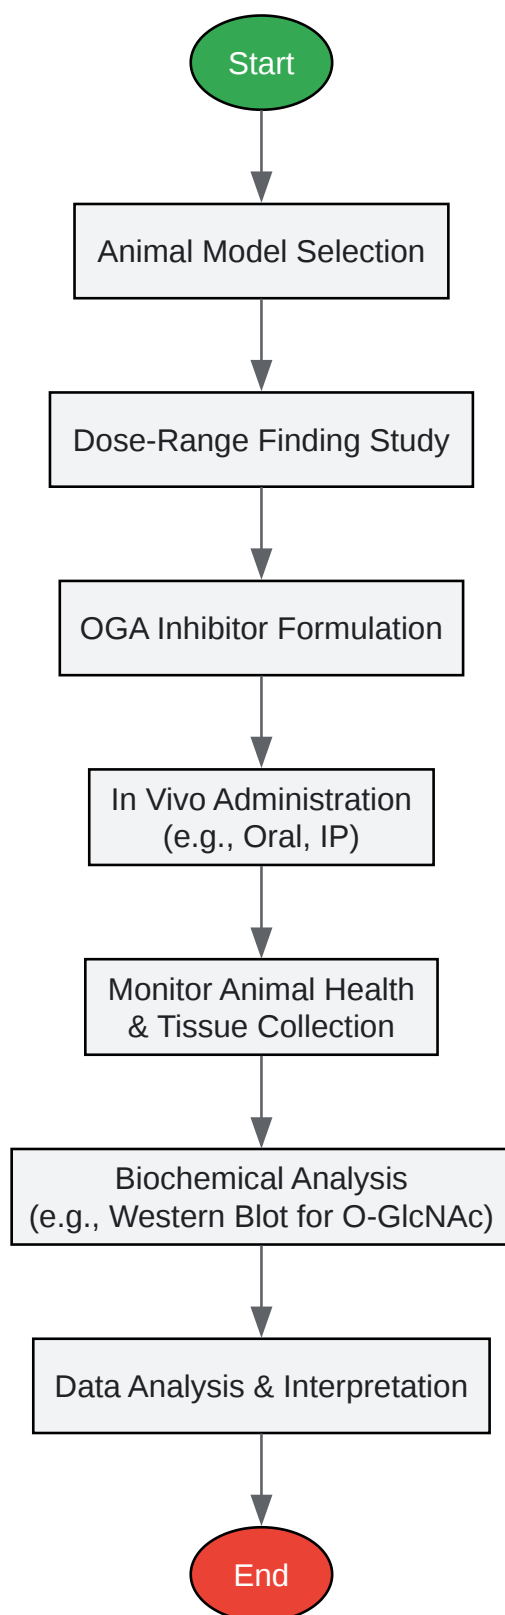 Start
Animal Model Selection
Dose-Range Finding Study
OGA Inhibitor Formulation
In Vivo Administration
(e.g., Oral, IP)
Monitor Animal Health
& Tissue Collection
Biochemical Analysis
(e.g., Western Blot for O-GlcNAc)
Data Analysis & Interpretation
End